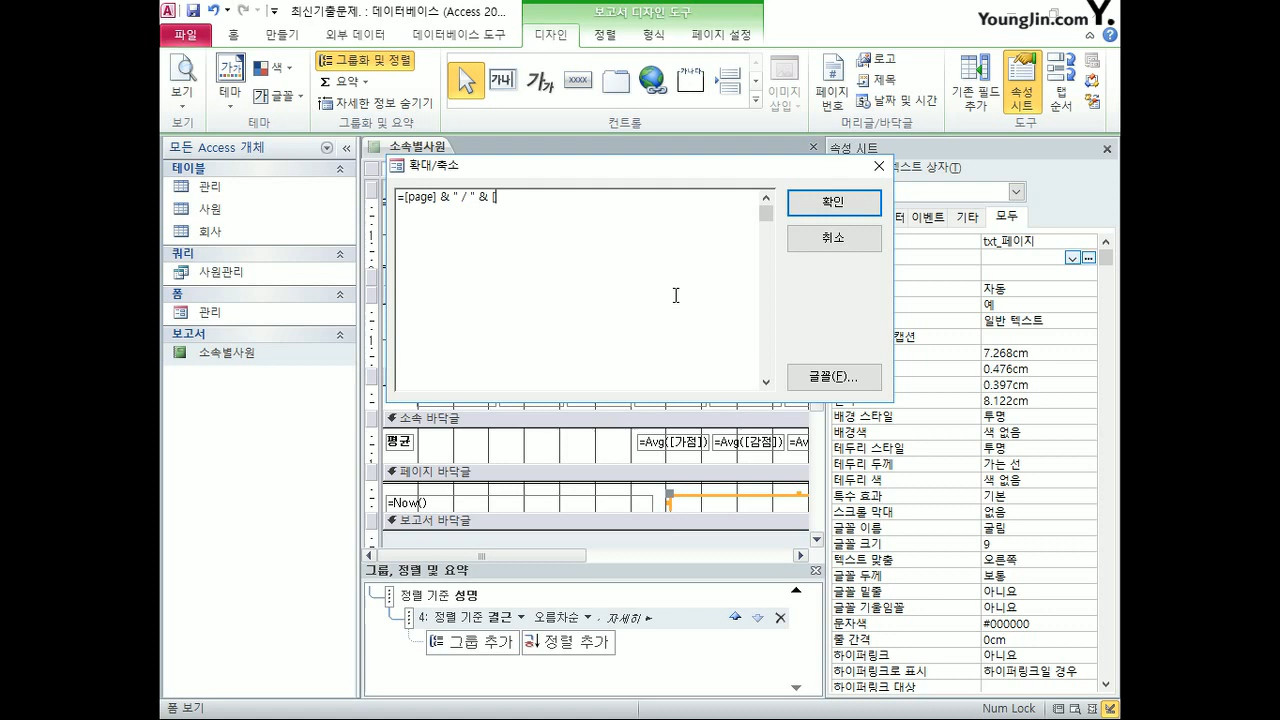 최신기출문제. : 데이터베이스 (Access 20...
보고서 디자인 도구
YoungJin.com Y.
파일
홈
만들기
외부 데이터
데이터베이스 도구
디자인
정렬
형식
페이지 설정
보기
테마
색
글꼴
그룹화 및 정렬
Σ 요약
자세한 정보 숨기기
가나
가가
xxxx
가나다
이미지
삽입
페이지
번호
로고
제목
날짜 및 시간
기존 필드
추가
속성
시트
탭
순서
보기
테마
그룹화 및 요약
컨트롤
머리글/바닥글
도구
모든 Access 개체
테이블
관리
사원
회사
쿼리
사원관리
폼
관리
보고서
소속별사원
소속별사원
확대/축소
=[page] & " / " & [
확인
취소
글꼴(F)...
소속 바닥글
평균
=Avg([가점])
=Avg([감점])
=Av
페이지 바닥글
=Now()
보고서 바닥글
그룹, 정렬 및 요약
정렬 기준 성명
정렬 기준 결근
오름차순
, 자세히
그룹 추가
정렬 추가
속성 시트
이벤트
기타
모두
txt_페이지
자동
예
일반 텍스트
캡션
7.268cm
0.476cm
0.397cm
8.122cm
배경 스타일 투명
배경색 색 없음
테두리 스타일 투명
테두리 두께 가는 선
테두리 색 색 없음
특수 효과 기본
스크롤 막대 없음
글꼴 이름 굴림
글꼴 크기 9
텍스트 맞춤 오른쪽
글꼴 두께 보통
글꼴 밑줄 아니요
글꼴 기울임꼴 아니요
문자색 #000000
줄 간격 0cm
하이퍼링크 아니요
하이퍼링크로 표시 하이퍼링크일 경우
하이퍼링크 대상
폼 보기
Num Lock